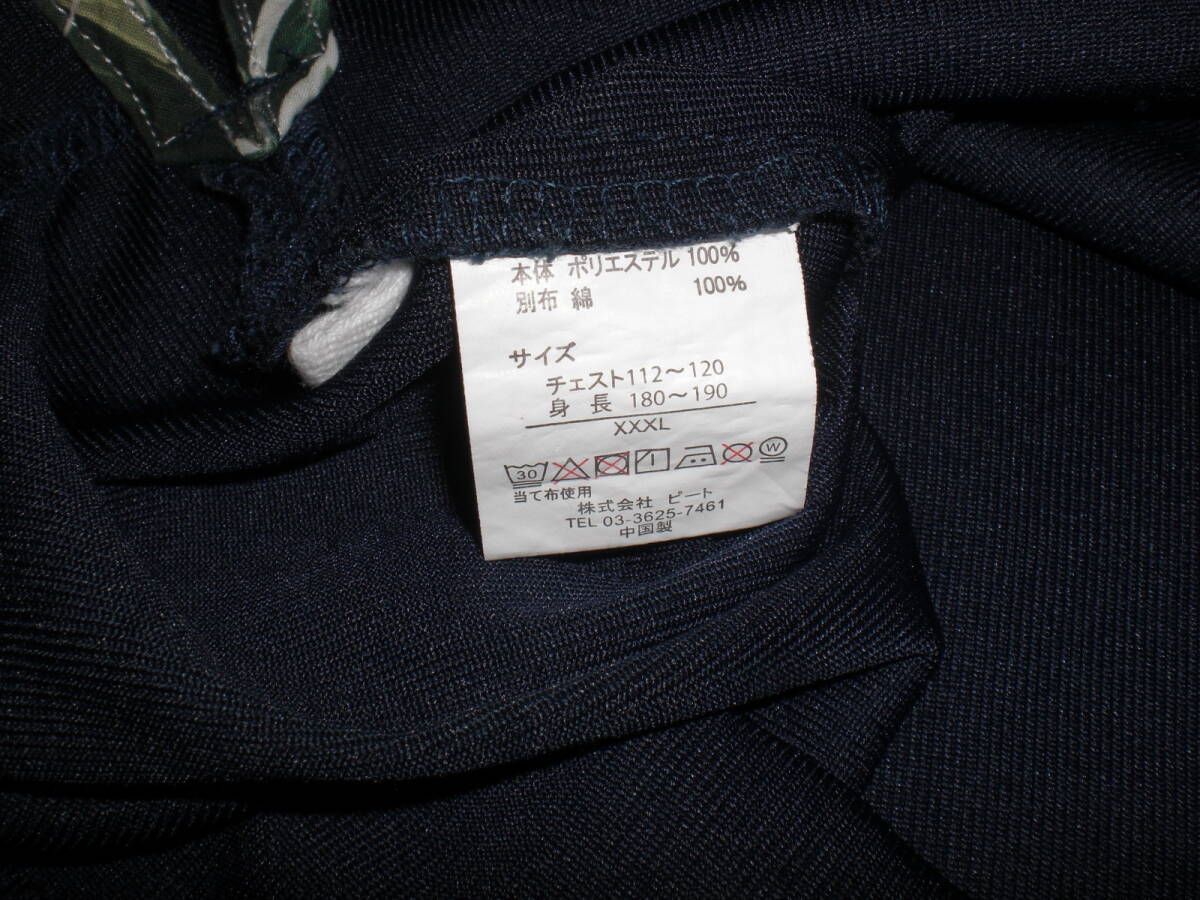 本体 ポリエステル 100%
別布 綿 100%
サイズ
チェスト112～120
身長 180～190
XXXL
30 W
当て布使用
株式会社 ビート
TEL 03-3625-7461
中国製